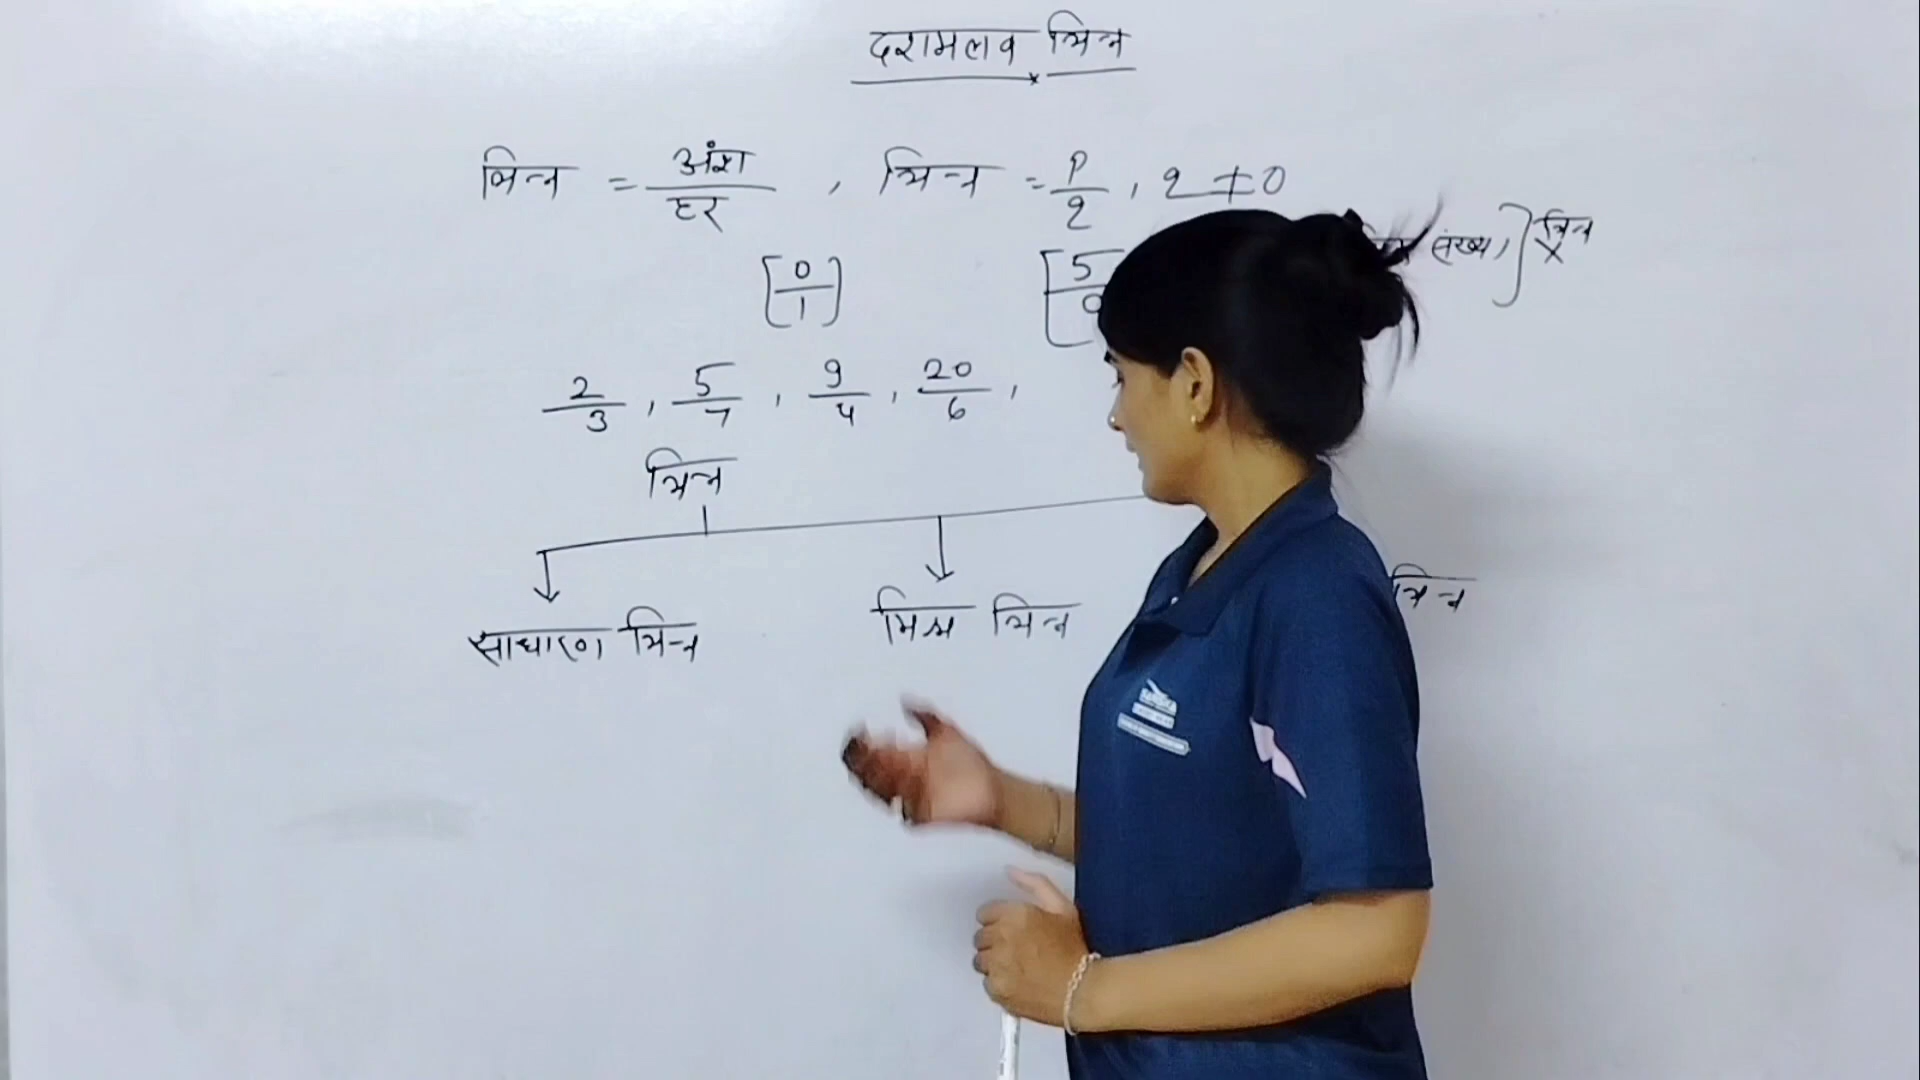 दशमलव भिन्न
भिन्न = अंश/हर , भिन्न = p/q , q ≠ 0
[0/1] [5/0 संख्या] भिन्न ×
2/3 , 5/7 , 9/4 , 20/6 ,
भिन्न
साधारण भिन्न मिश्र भिन्न भिन्न